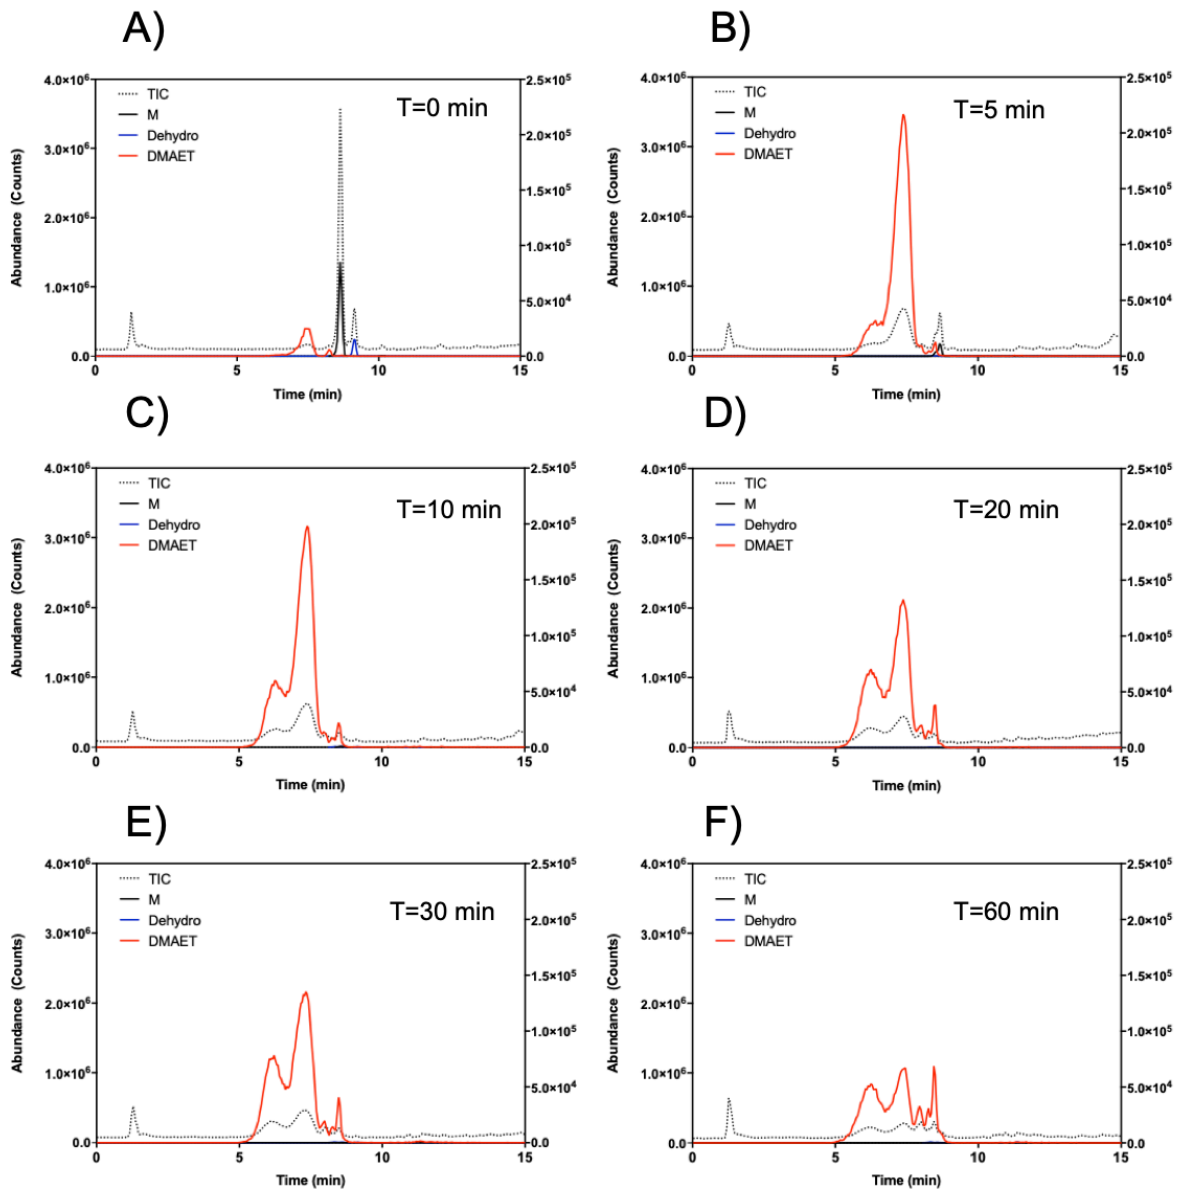 A)
T=0 min
TIC
M
Dehydro
DMAET
4.0×10⁶
3.0×10⁶
2.0×10⁶
1.0×10⁶
0.0
2.5×10⁵
2.0×10⁵
1.5×10⁵
1.0×10⁵
5.0×10⁴
0.0
0 5 10 15
Abundance (Counts)
Time (min)
B)
T=5 min
TIC
M
Dehydro
DMAET
4.0×10⁶
3.0×10⁶
2.0×10⁶
1.0×10⁶
0.0
2.5×10⁵
2.0×10⁵
1.5×10⁵
1.0×10⁵
5.0×10⁴
0.0
0 5 10 15
Abundance (Counts)
Time (min)
C)
T=10 min
TIC
M
Dehydro
DMAET
4.0×10⁶
3.0×10⁶
2.0×10⁶
1.0×10⁶
0.0
2.5×10⁵
2.0×10⁵
1.5×10⁵
1.0×10⁵
5.0×10⁴
0.0
0 5 10 15
Abundance (Counts)
Time (min)
D)
T=20 min
TIC
M
Dehydro
DMAET
4.0×10⁶
3.0×10⁶
2.0×10⁶
1.0×10⁶
0.0
2.5×10⁵
2.0×10⁵
1.5×10⁵
1.0×10⁵
5.0×10⁴
0.0
0 5 10 15
Abundance (Counts)
Time (min)
E)
T=30 min
TIC
M
Dehydro
DMAET
4.0×10⁶
3.0×10⁶
2.0×10⁶
1.0×10⁶
0.0
2.5×10⁵
2.0×10⁵
1.5×10⁵
1.0×10⁵
5.0×10⁴
0.0
0 5 10 15
Abundance (Counts)
Time (min)
F)
T=60 min
TIC
M
Dehydro
DMAET
4.0×10⁶
3.0×10⁶
2.0×10⁶
1.0×10⁶
0.0
2.5×10⁵
2.0×10⁵
1.5×10⁵
1.0×10⁵
5.0×10⁴
0.0
0 5 10 15
Abundance (Counts)
Time (min)